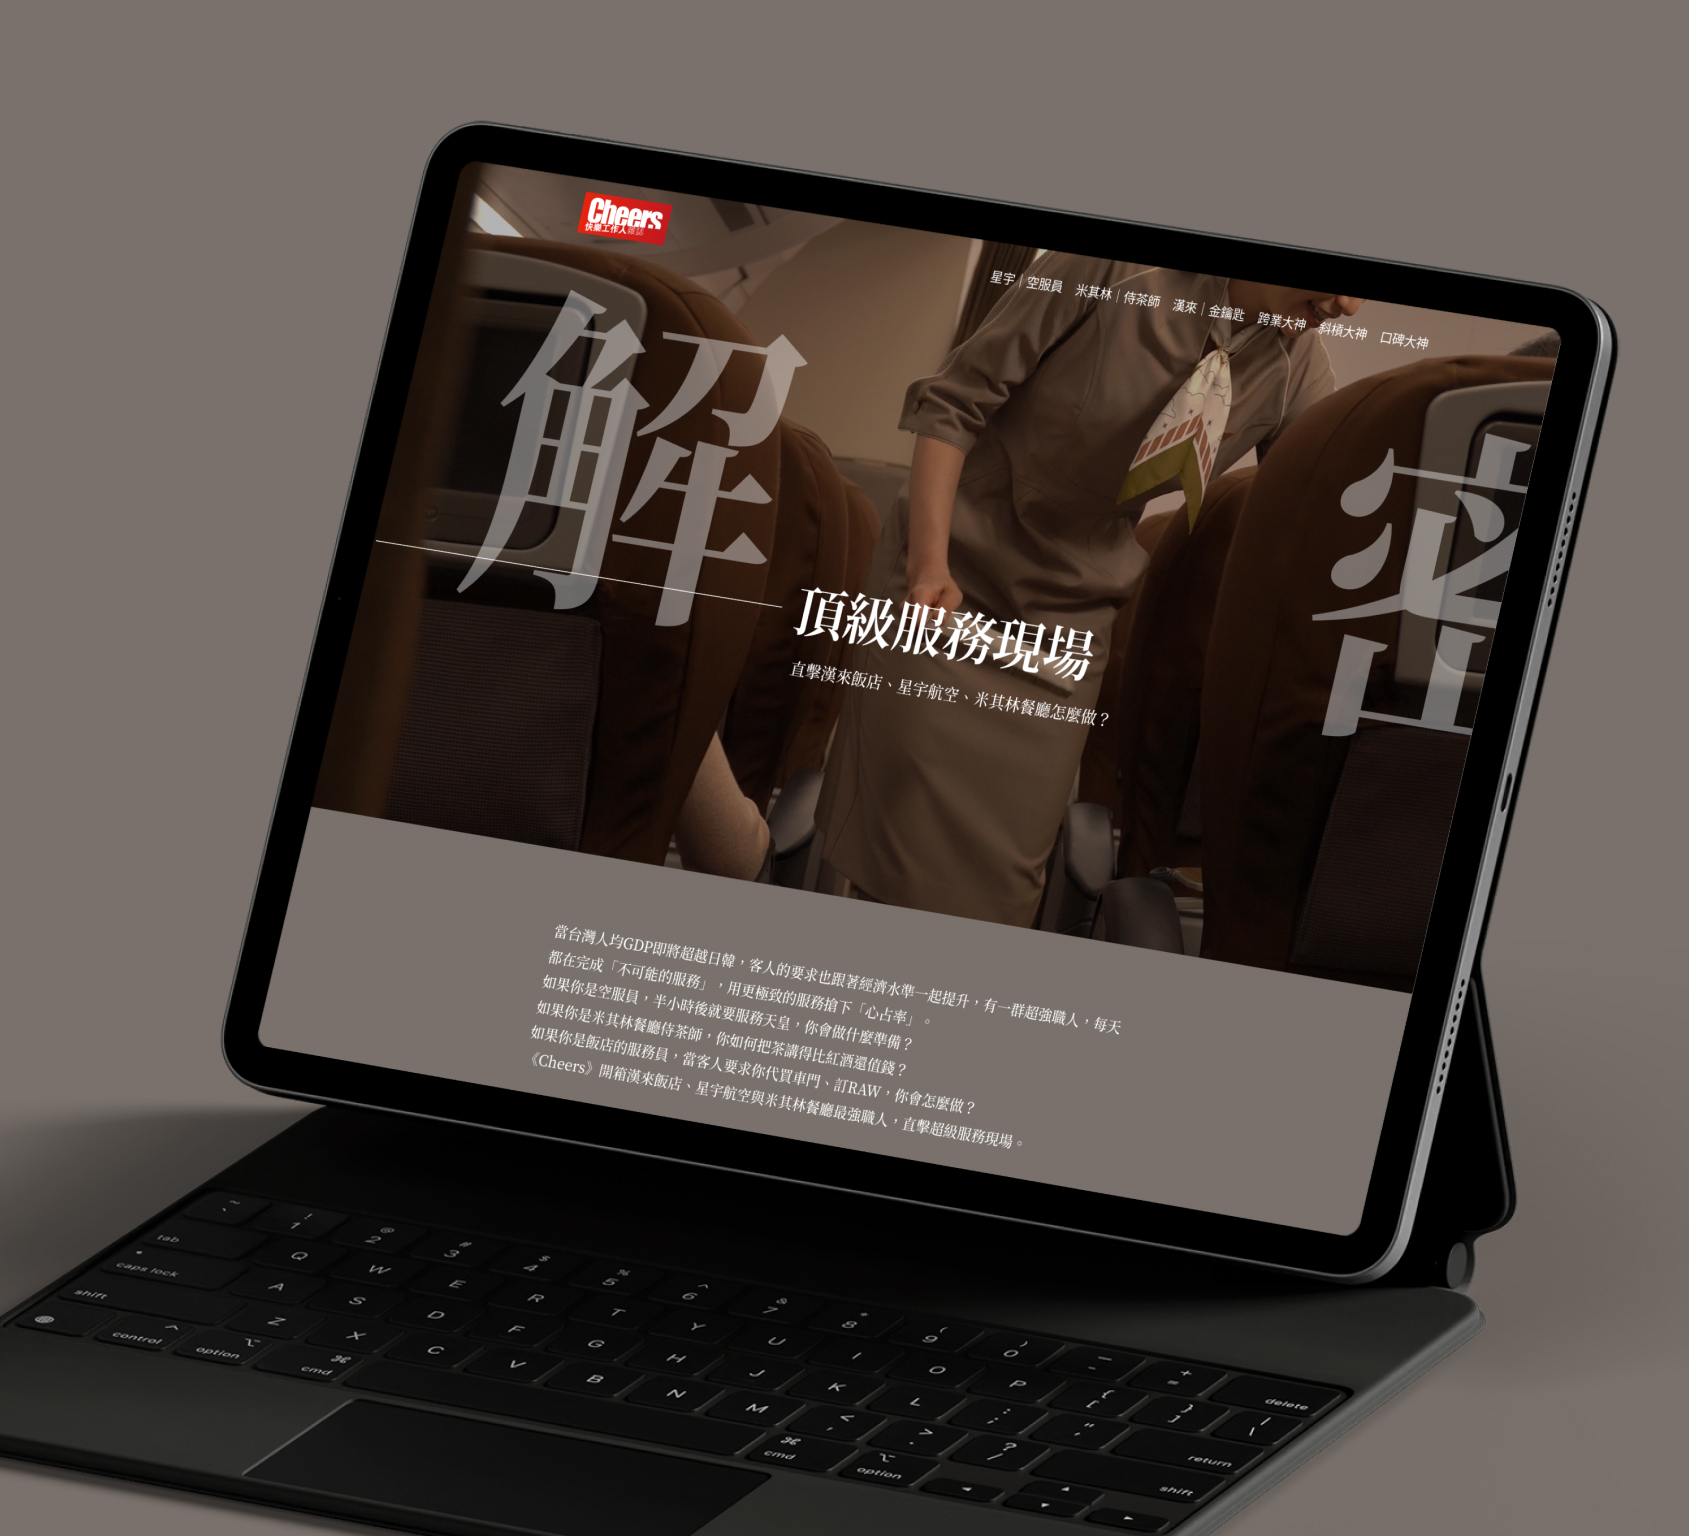 Cheers
快樂工作人雜誌
星宇｜空服員 米其林｜侍茶師 漢來｜金鑰匙 跨業大神 斜槓大神 口碑大神
解密
頂級服務現場
直擊漢來飯店、星宇航空、米其林餐廳怎麼做？
當台灣人均GDP即將超越日韓，客人的要求也跟著經濟水準一起提升，有一群超強職人，每天
都在完成「不可能的服務」，用更極致的服務搶下「心占率」。
如果你是空服員，半小時後就要服務天皇，你會做什麼準備？
如果你是米其林餐廳侍茶師，你如何把茶講得比紅酒還值錢？
如果你是飯店的服務員，當客人要求你代買車門、訂RAW，你會怎麼做？
《Cheers》開箱漢來飯店、星宇航空與米其林餐廳最強職人，直擊超級服務現場。
~ ` ! 1 @ 2 # 3 $ 4 % 5 ^ 6 & 7 * 8 ( 9 ) 0 — - + = delete
tab Q W E R T Y U I O P { [ } ] | \
caps lock A S D F G H J K L : ; " ' return
shift Z X C V B N M < , > . ? / shift
control option ⌘ cmd ⌘ cmd option